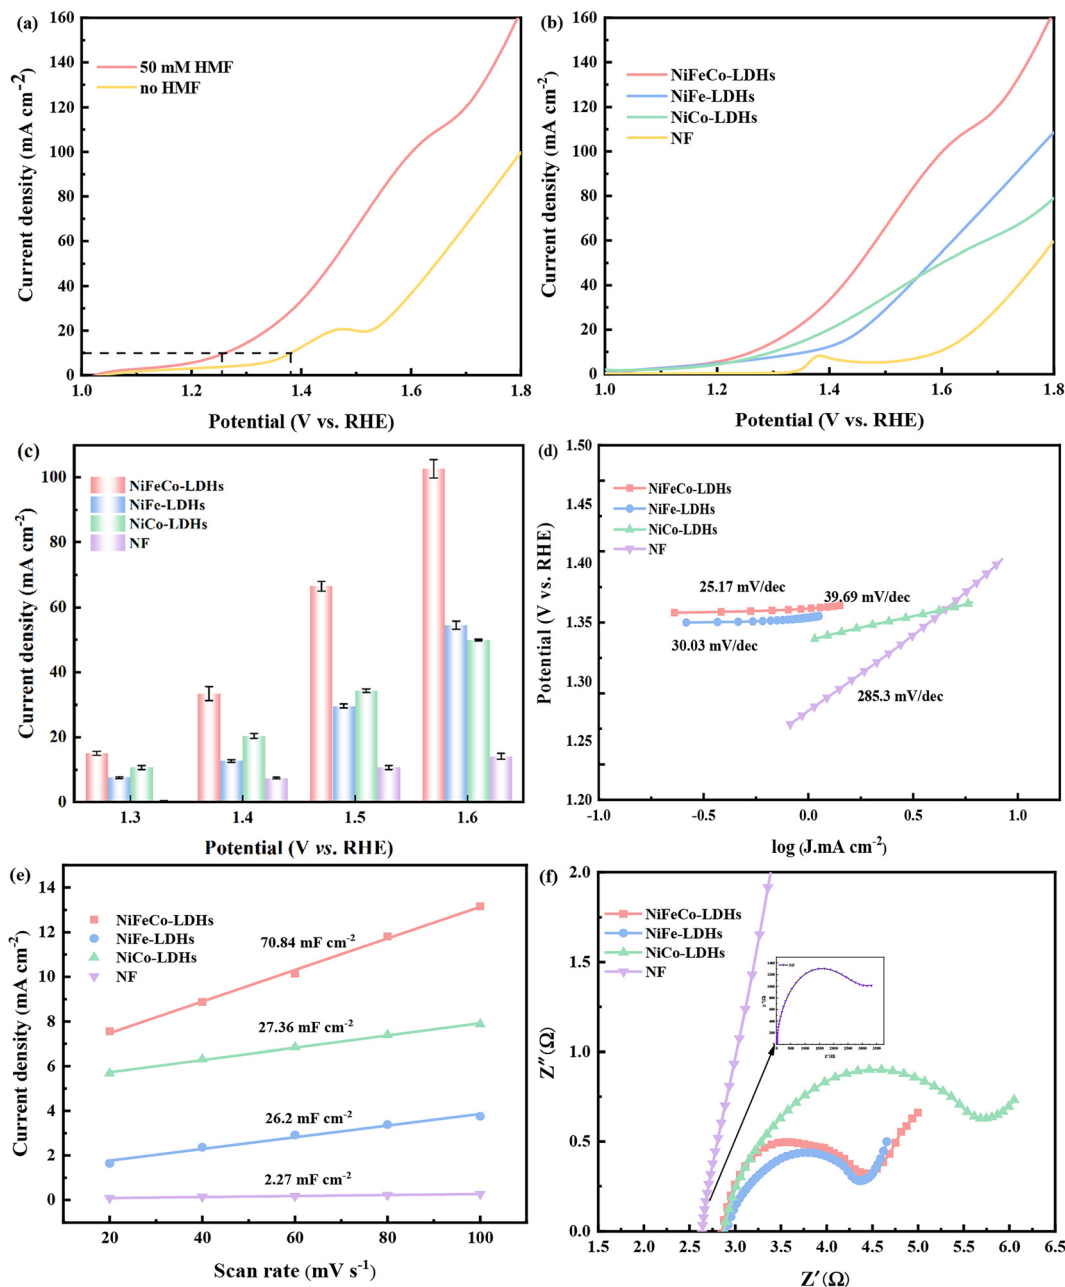 (a)
160
140
120
100
80
60
40
20
0
Current density (mA cm-2)
50 mM HMF
no HMF
1.0 1.2 1.4 1.6 1.8
Potential (V vs. RHE)
(b)
160
140
120
100
80
60
40
20
0
Current density (mA cm-2)
NiFeCo-LDHs
NiFe-LDHs
NiCo-LDHs
NF
1.0 1.2 1.4 1.6 1.8
Potential (V vs. RHE)
(c)
100
80
60
40
20
0
Current density (mA cm-2)
NiFeCo-LDHs
NiFe-LDHs
NiCo-LDHs
NF
1.3 1.4 1.5 1.6
Potential (V vs. RHE)
(d)
1.50
1.45
1.40
1.35
1.30
1.25
1.20
Potential (V vs. RHE)
NiFeCo-LDHs
NiFe-LDHs
NiCo-LDHs
NF
25.17 mV/dec
39.69 mV/dec
30.03 mV/dec
285.3 mV/dec
-1.0 -0.5 0.0 0.5 1.0
log (J.mA cm-2)
(e)
14
12
10
8
6
4
2
0
Current density (mA cm-2)
NiFeCo-LDHs
NiFe-LDHs
NiCo-LDHs
NF
70.84 mF cm-2
27.36 mF cm-2
26.2 mF cm-2
2.27 mF cm-2
20 40 60 80 100
Scan rate (mV s-1)
(f)
2.0
1.5
1.0
0.5
0.0
Z″(Ω)
NiFeCo-LDHs
NiFe-LDHs
NiCo-LDHs
NF
NF
1.5 2.0 2.5 3.0 3.5 4.0 4.5 5.0 5.5 6.0 6.5
Z′(Ω)